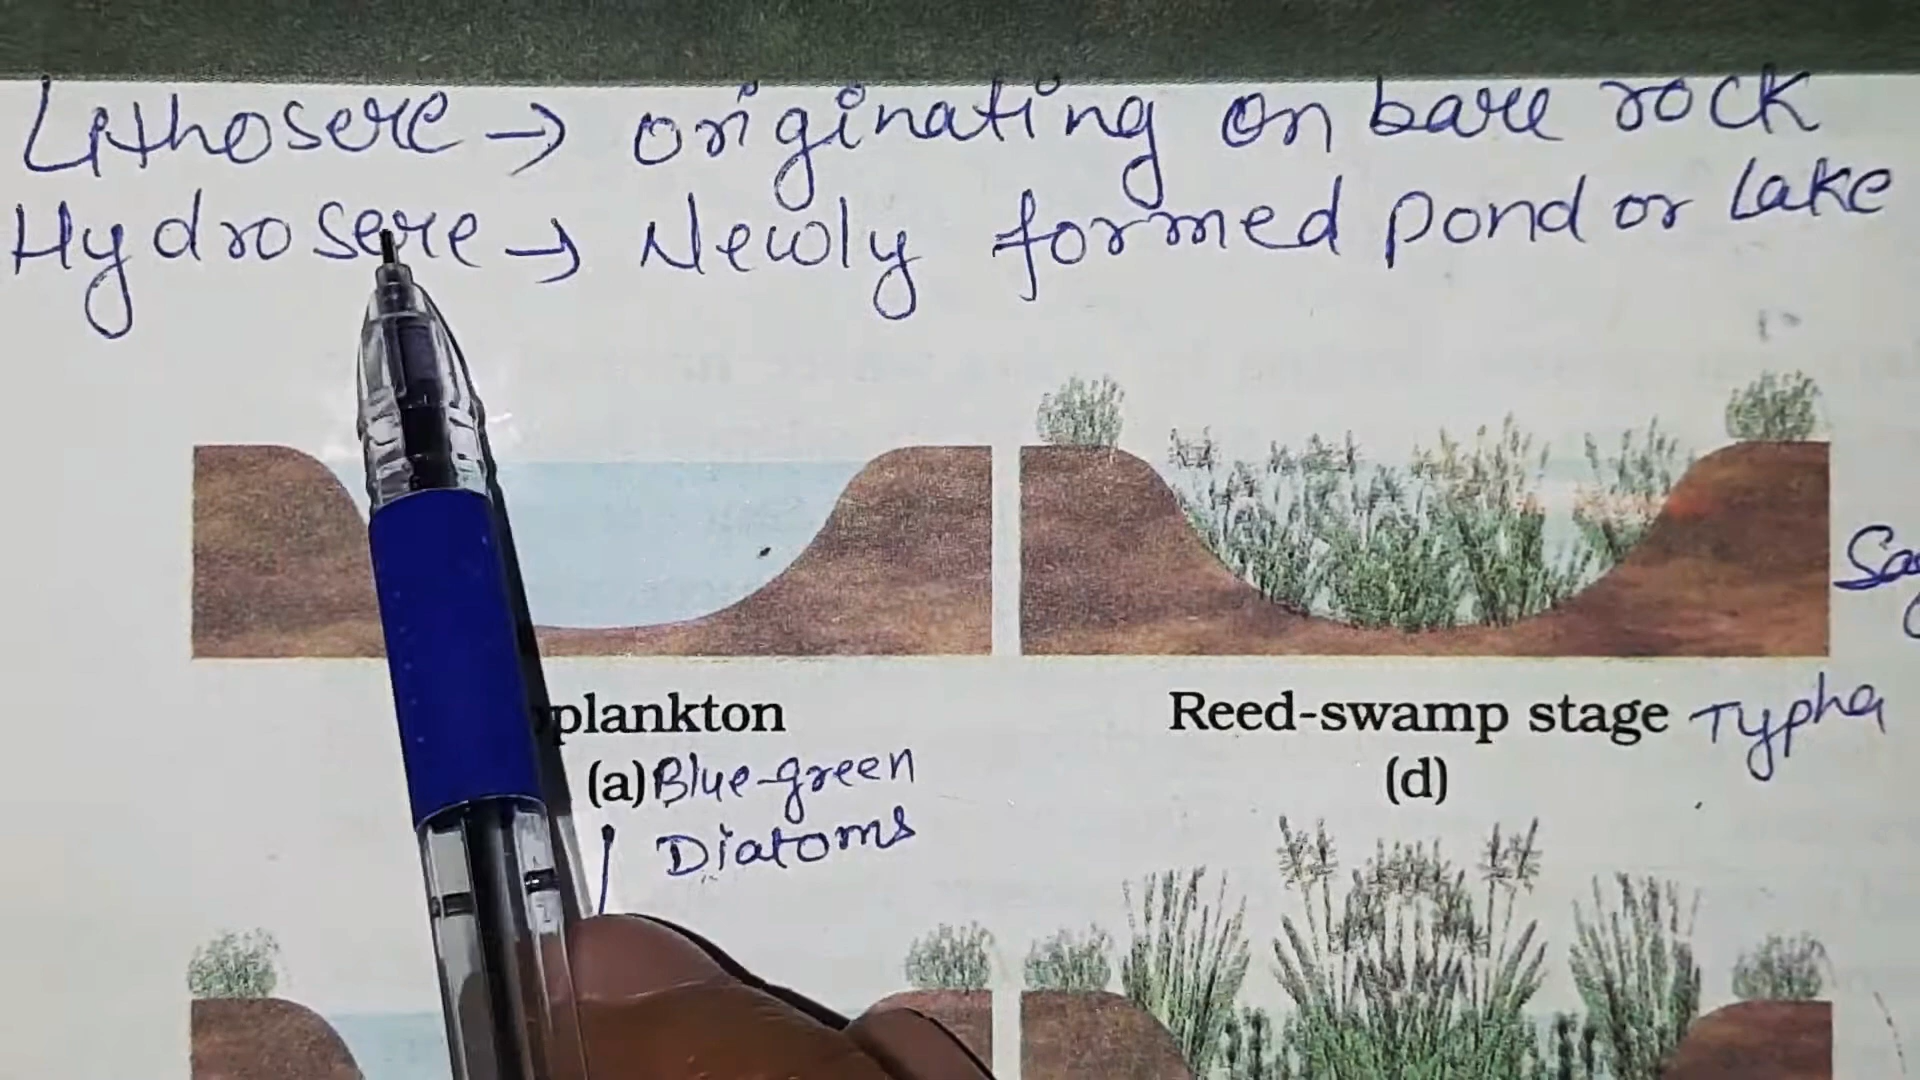 Lithosere → originating on bare rock
Hydrosere → Newly formed pond or lake
plankton
(a) Blue-green
Diatoms
Reed-swamp stage Typha
(d)